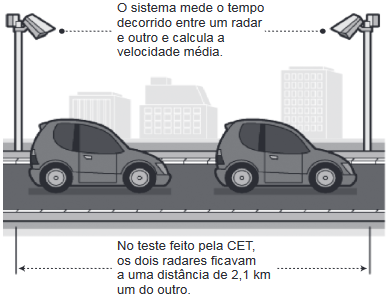 O sistema mede o tempo
decorrido entre um radar
e outro e calcula a
velocidade média.
No teste feito pela CET,
os dois radares ficavam
a uma distância de 2,1 km
um do outro.